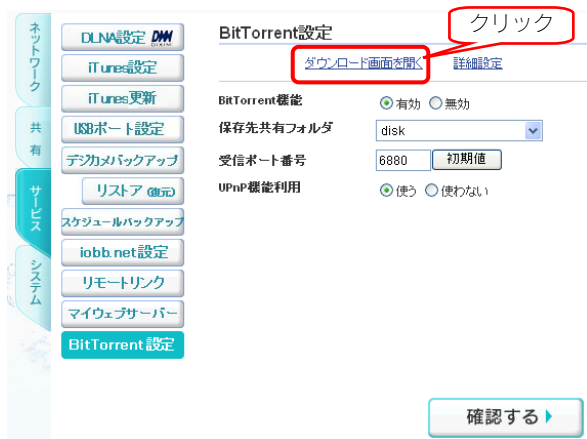 ネットワーク
共有
サービス
システム
DLNA設定 DiXiM
iTunes設定
iTunes更新
USBポート設定
デジカメバックアップ
リストア (復元)
スケジュールバックアップ
iobb.net設定
リモートリンク
マイウェブサーバー
BitTorrent設定
BitTorrent設定
クリック
ダウンロード画面を開く 詳細設定
BitTorrent機能 有効 無効
保存先共有フォルダ disk
受信ポート番号 6880 初期値
UPnP機能利用 使う 使わない
確認する